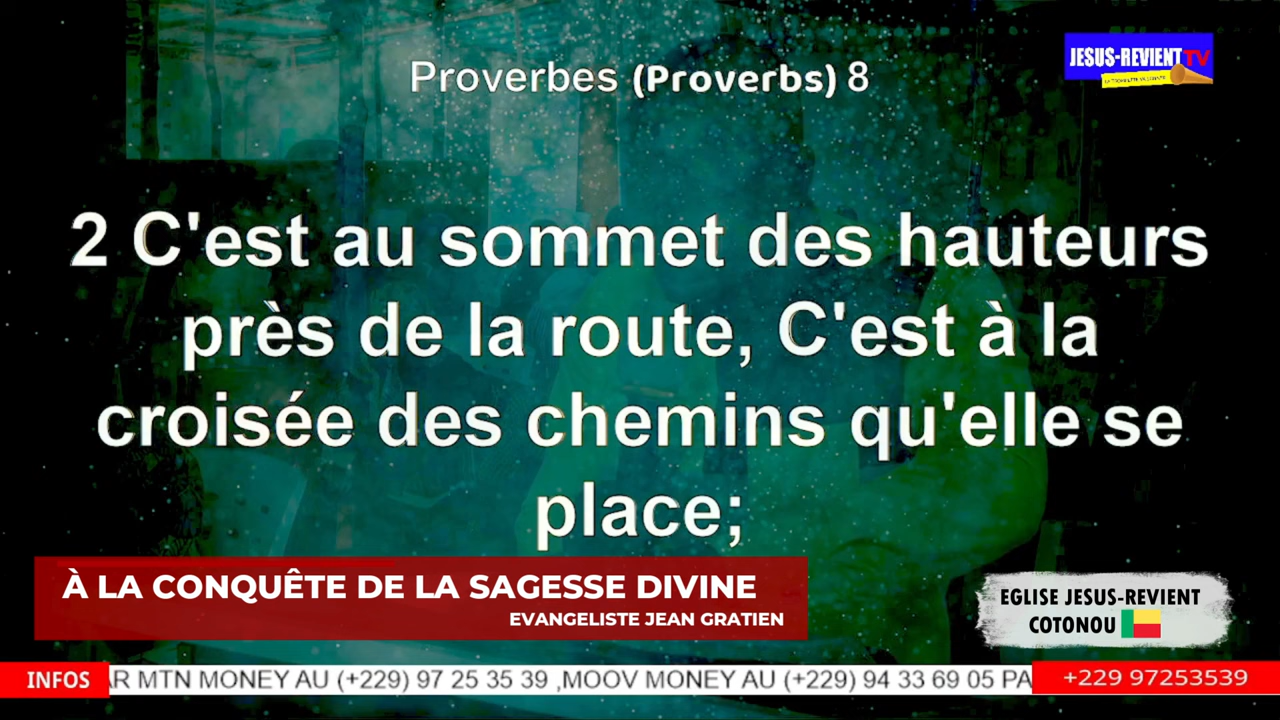 JESUS-REVIENT TV
Proverbes (Proverbs) 8
2 C'est au sommet des hauteurs
près de la route, C'est à la
croisée des chemins qu'elle se
place;
À LA CONQUÊTE DE LA SAGESSE DIVINE
EVANGELISTE JEAN GRATIEN
EGLISE JESUS-REVIENT
COTONOU
INFOS
AR MTN MONEY AU (+229) 97 25 35 39 ,MOOV MONEY AU (+229) 94 33 69 05 PA
+229 97253539